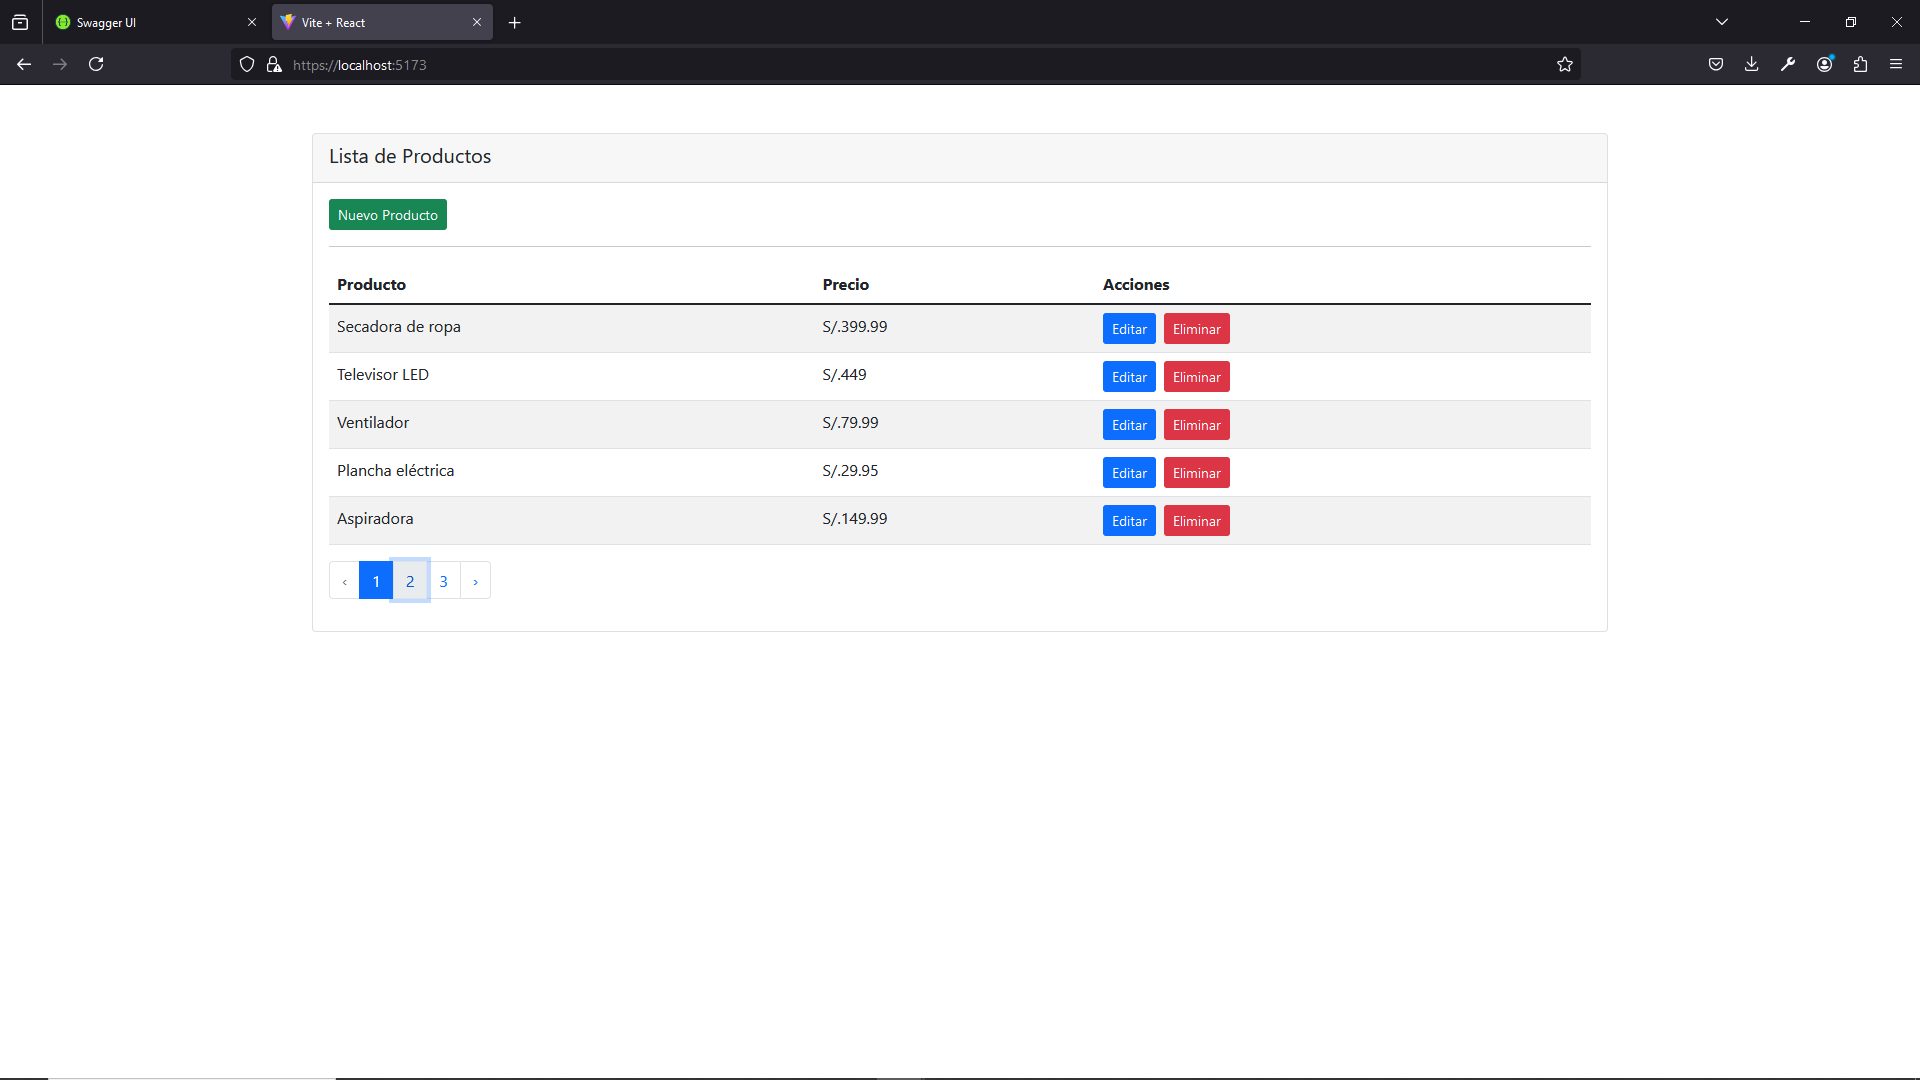 Swagger UI
Vite + React
https://localhost:5173
Lista de Productos
Nuevo Producto
Producto Precio Acciones
Secadora de ropa S/.399.99 Editar Eliminar
Televisor LED S/.449 Editar Eliminar
Ventilador S/.79.99 Editar Eliminar
Plancha eléctrica S/.29.95 Editar Eliminar
Aspiradora S/.149.99 Editar Eliminar
‹ 1 2 3 ›